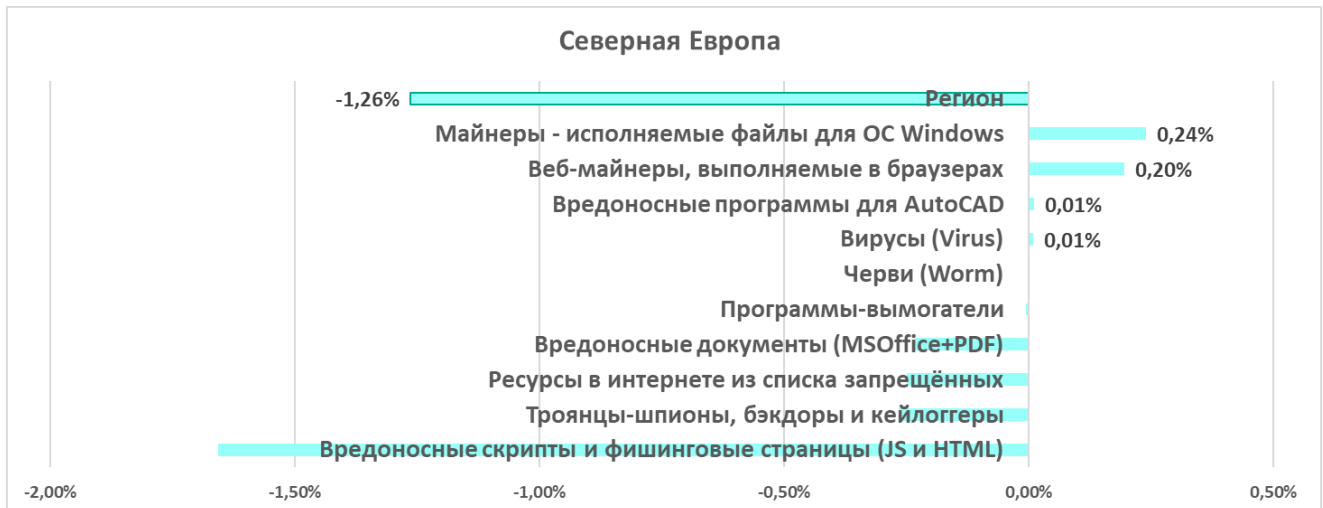 Северная Европа
-1,26% Регион
Майнеры - исполняемые файлы для ОС Windows 0,24%
Веб-майнеры, выполняемые в браузерах 0,20%
Вредоносные программы для AutoCAD 0,01%
Вирусы (Virus) 0,01%
Черви (Worm)
Программы-вымогатели
Вредоносные документы (MSOffice+PDF)
Ресурсы в интернете из списка запрещённых
Троянцы-шпионы, бэкдоры и кейлоггеры
Вредоносные скрипты и фишинговые страницы (JS и HTML)
-2,00% -1,50% -1,00% -0,50% 0,00% 0,50%